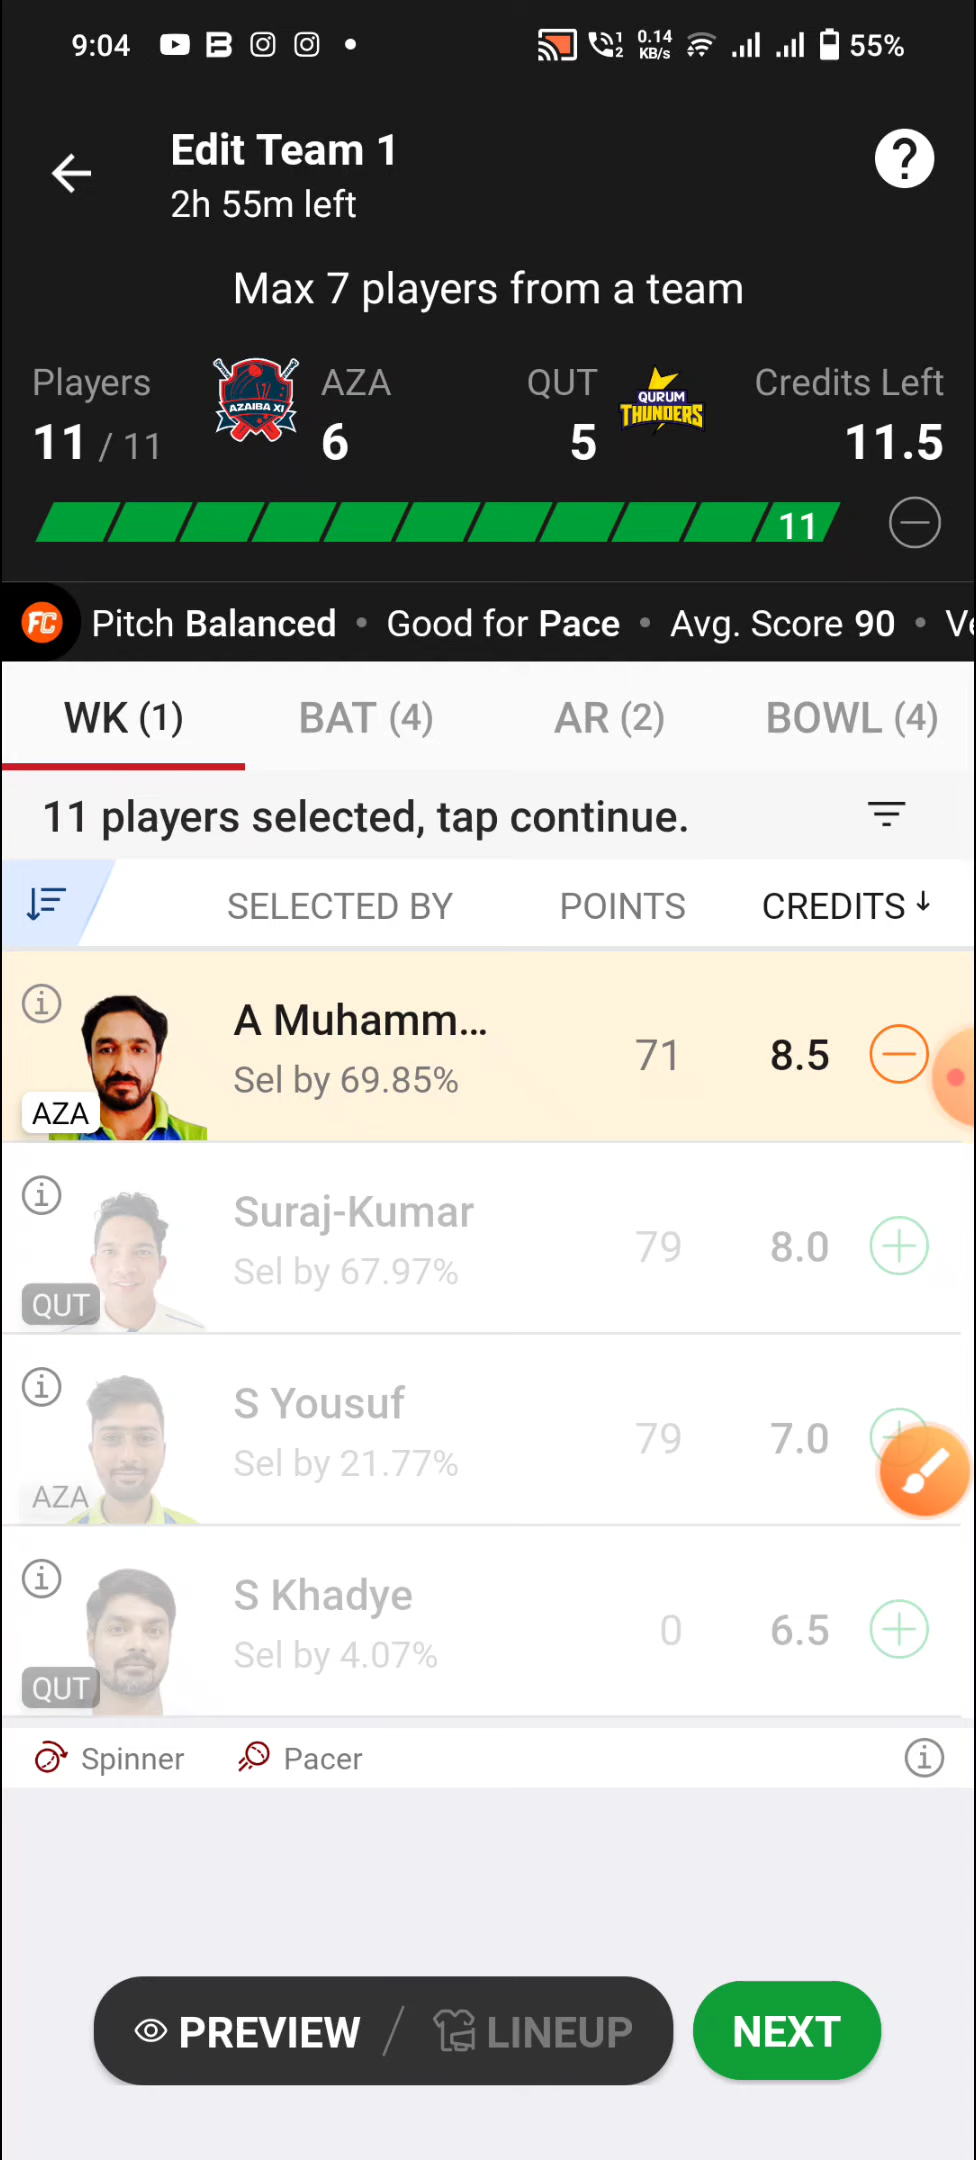 9:04
0.14
KB/s
55%
Edit Team 1
2h 55m left
?
Max 7 players from a team
Players
AZAIBA XI
AZA
QUT
QURUM
THUNDERS
Credits Left
11 / 11
6
5
11.5
11
FC
Pitch Balanced • Good for Pace • Avg. Score 90 •
WK (1)
BAT (4)
AR (2)
BOWL (4)
11 players selected, tap continue.
SELECTED BY
POINTS
CREDITS ↓
A Muhamm...
Sel by 69.85%
71
8.5
AZA
Suraj-Kumar
Sel by 67.97%
79
8.0
QUT
S Yousuf
Sel by 21.77%
79
7.0
AZA
S Khadye
Sel by 4.07%
0
6.5
QUT
Spinner
Pacer
PREVIEW / LINEUP
NEXT